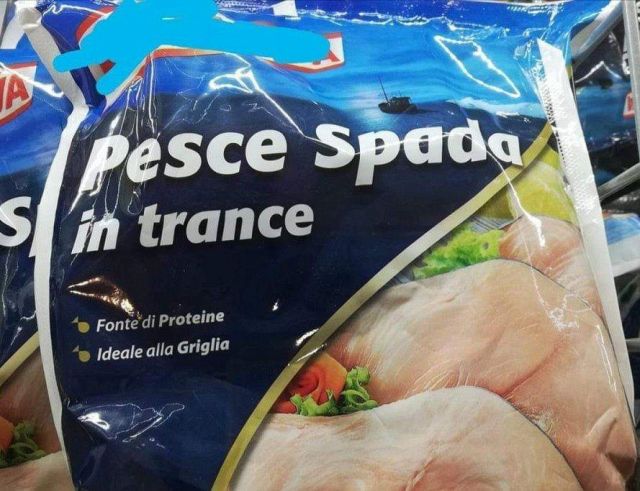 Pesce Spada
in trance
Fonte di Proteine
Ideale alla Griglia